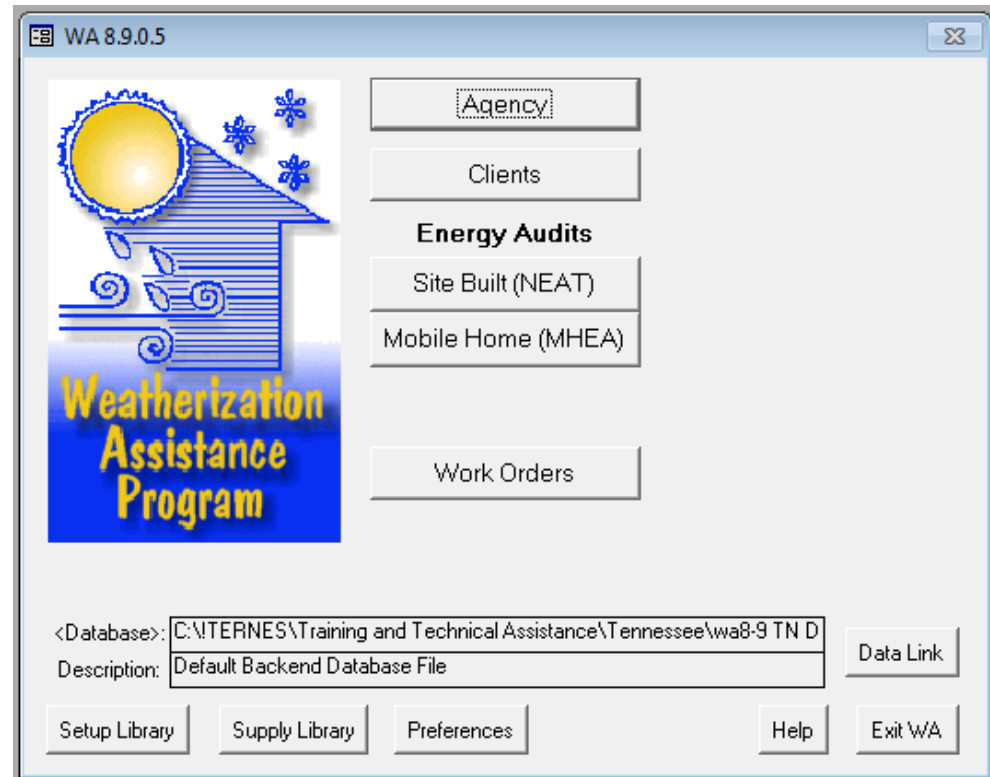 WA 8.9.0.5
Agency
Clients
Energy Audits
Site Built (NEAT)
Mobile Home (MHEA)
Weatherization
Assistance
Program
Work Orders
<Database>: C:\!TERNES\Training and Technical Assistance\Tennessee\wa8-9 TN D
Description: Default Backend Database File
Data Link
Setup Library Supply Library Preferences Help Exit WA